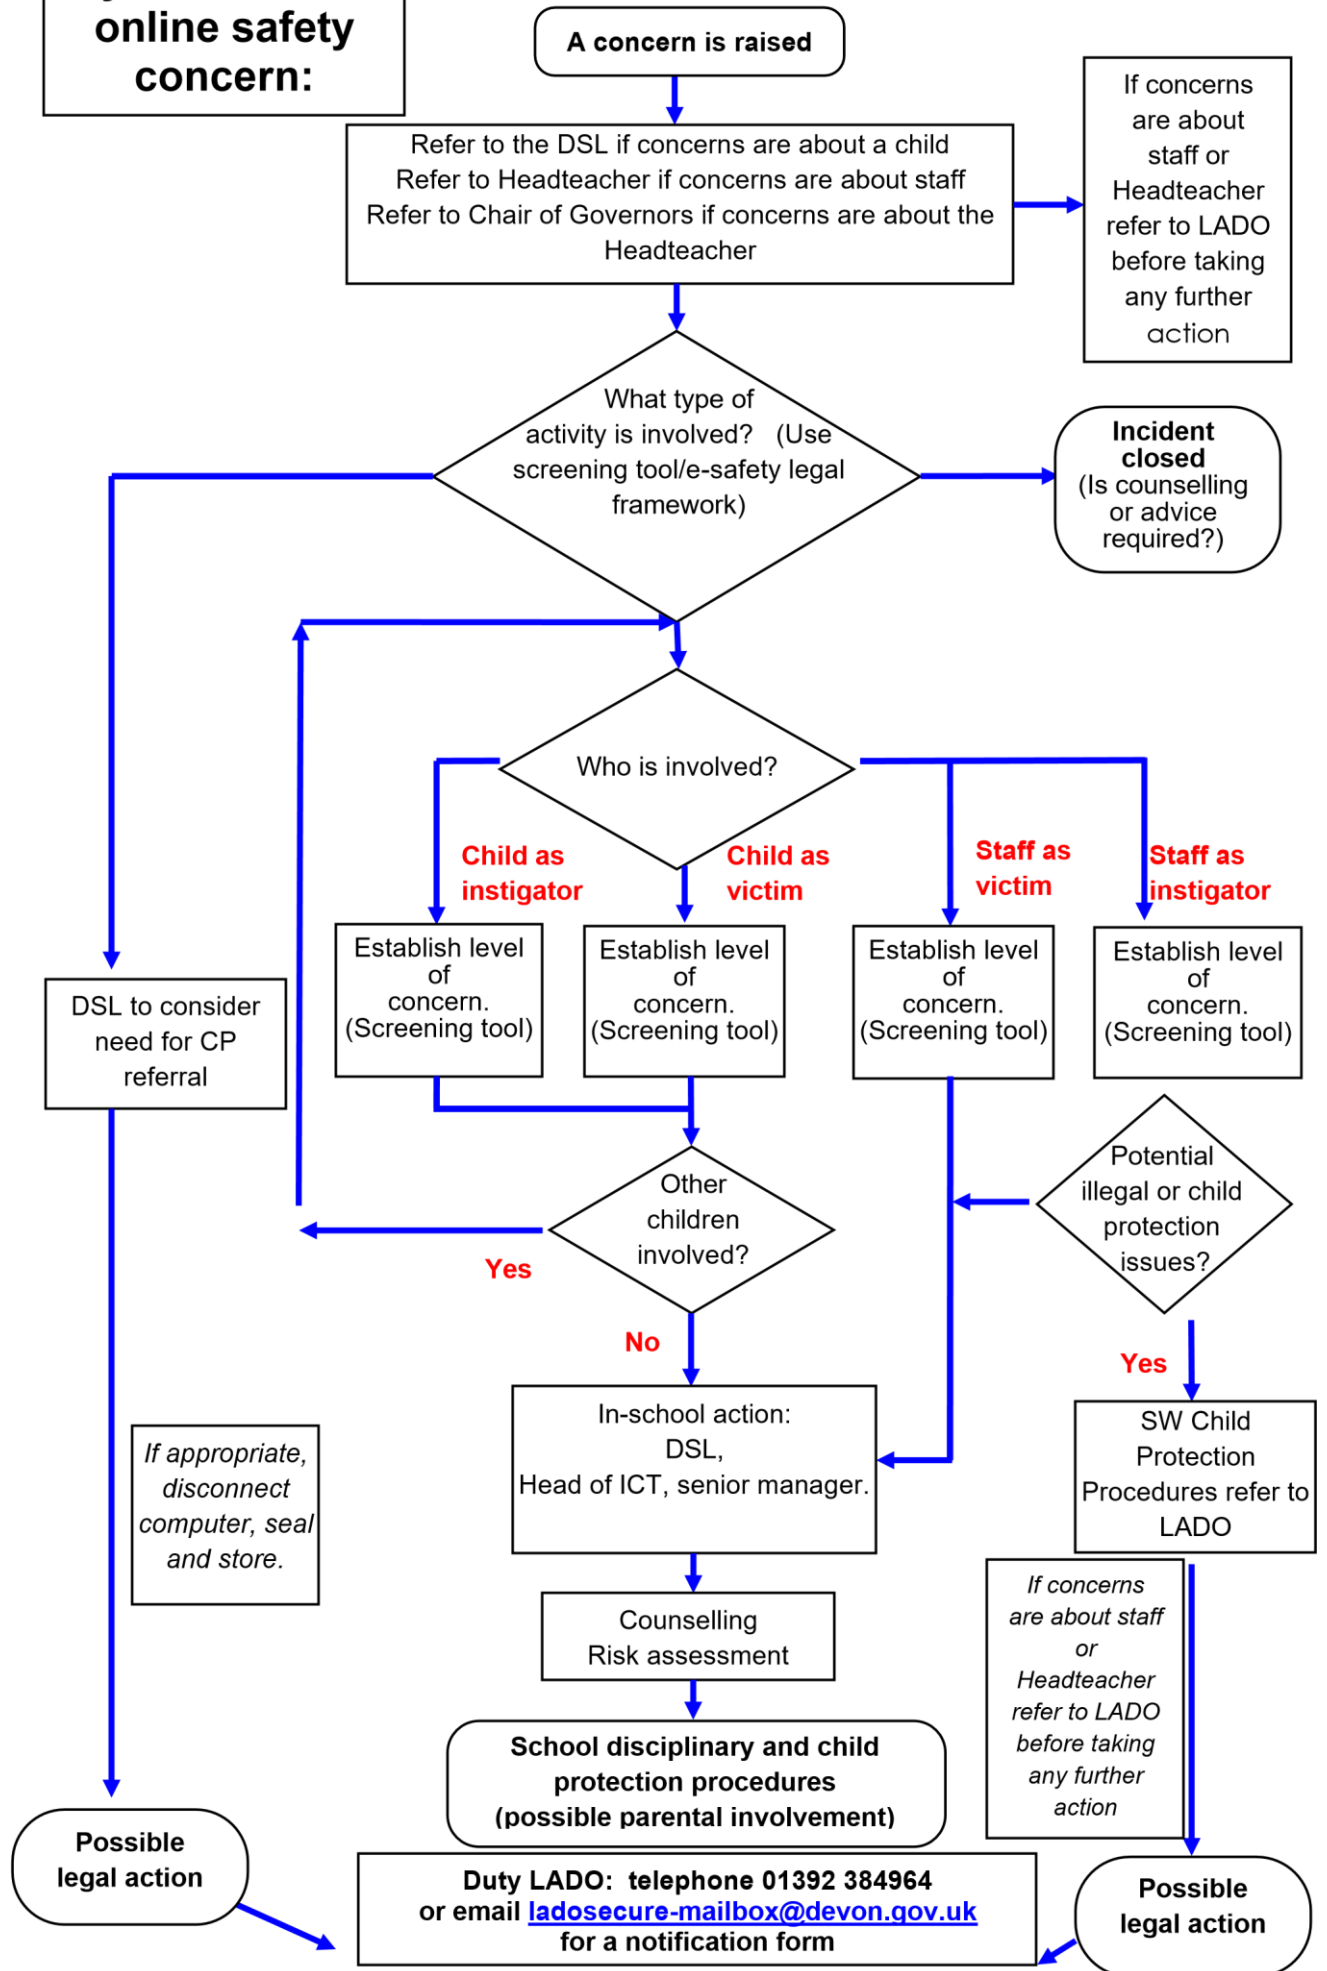 online safety
concern:
A concern is raised
Refer to the DSL if concerns are about a child
Refer to Headteacher if concerns are about staff
Refer to Chair of Governors if concerns are about the
Headteacher
If concerns
are about
staff or
Headteacher
refer to LADO
before taking
any further
action
What type of
activity is involved? (Use
screening tool/e-safety legal
framework)
Incident
closed
(Is counselling
or advice
required?)
Who is involved?
Child as
instigator
Child as
victim
Staff as
victim
Staff as
instigator
Establish level
of
concern.
(Screening tool)
Establish level
of
concern.
(Screening tool)
Establish level
of
concern.
(Screening tool)
Establish level
of
concern.
(Screening tool)
DSL to consider
need for CP
referral
Other
children
involved?
Potential
illegal or child
protection
issues?
Yes
No
Yes
In-school action:
DSL,
Head of ICT, senior manager.
SW Child
Protection
Procedures refer to
LADO
If appropriate,
disconnect
computer, seal
and store.
Counselling
Risk assessment
If concerns
are about staff
or
Headteacher
refer to LADO
before taking
any further
action
School disciplinary and child
protection procedures
(possible parental involvement)
Possible
legal action
Duty LADO: telephone 01392 384964
or email ladosecure-mailbox@devon.gov.uk
for a notification form
Possible
legal action